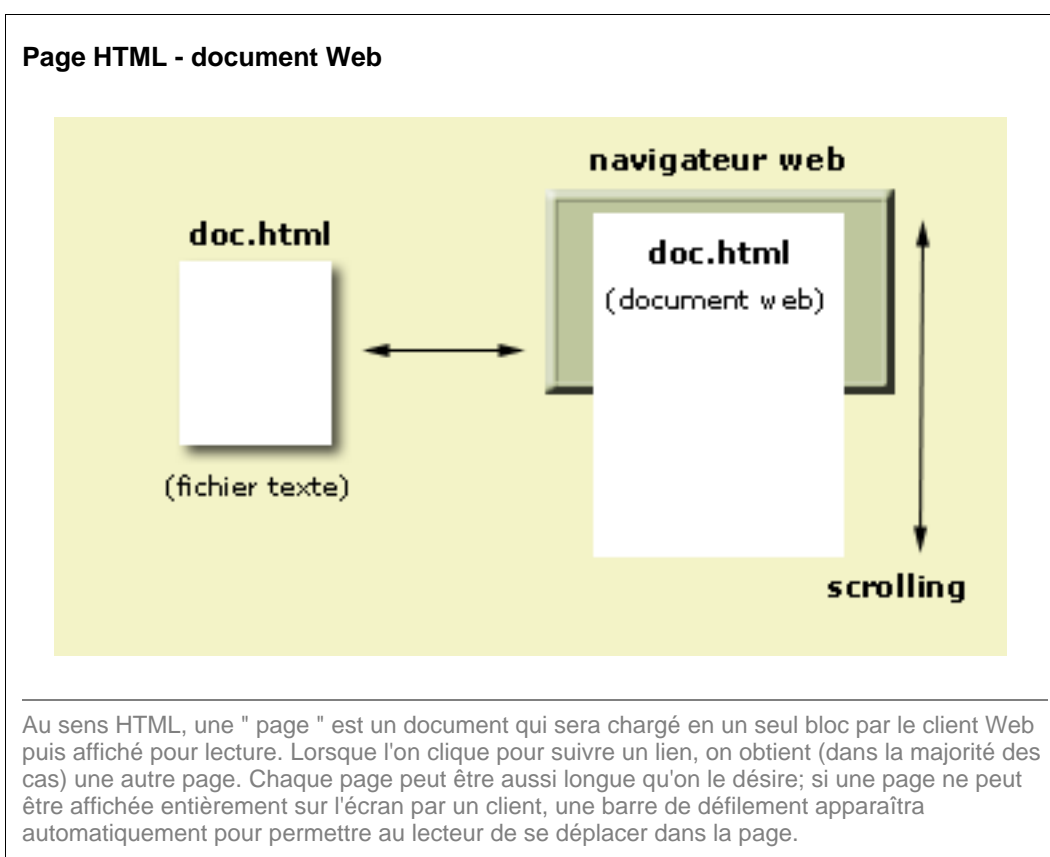 Page HTML - document Web
navigateur web
doc.html
doc.html
(document web)
(fichier texte)
scrolling
Au sens HTML, une " page " est un document qui sera chargé en un seul bloc par le client Web
puis affiché pour lecture. Lorsque l'on clique pour suivre un lien, on obtient (dans la majorité des
cas) une autre page. Chaque page peut être aussi longue qu'on le désire; si une page ne peut
être affichée entièrement sur l'écran par un client, une barre de défilement apparaîtra
automatiquement pour permettre au lecteur de se déplacer dans la page.